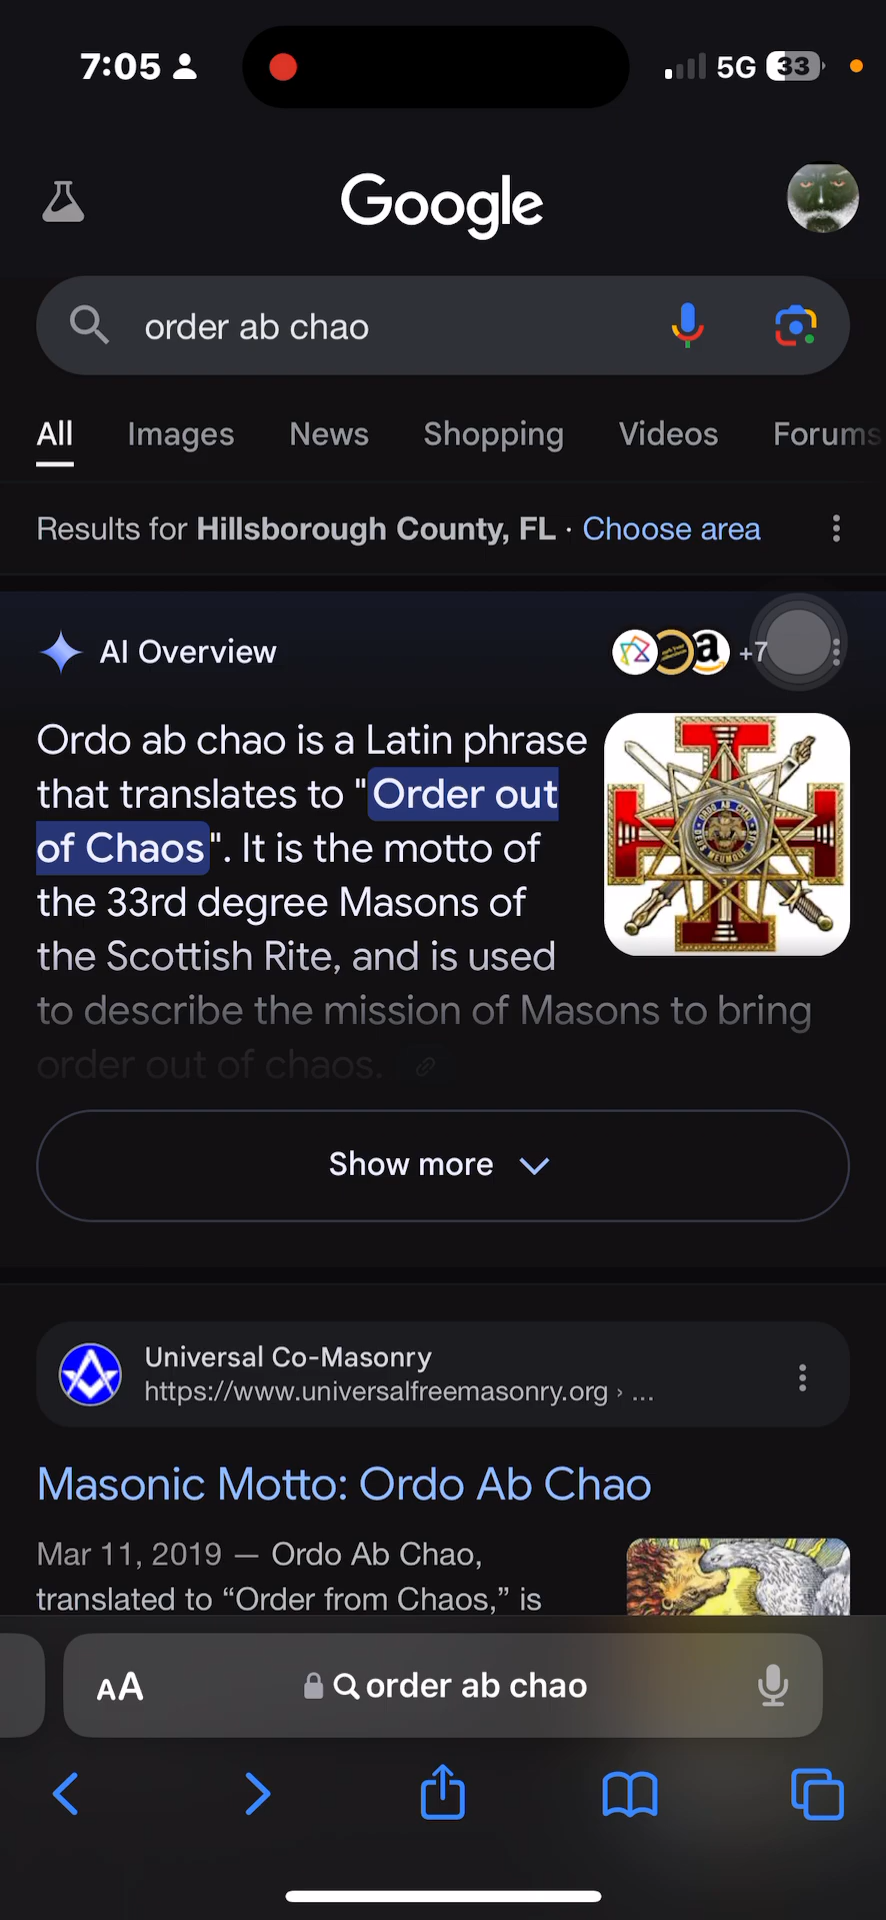 7:05 5G 33
Google
order ab chao
All Images News Shopping Videos Forums
Results for Hillsborough County, FL · Choose area
AI Overview +7
Ordo ab chao is a Latin phrase
that translates to "Order out
of Chaos". It is the motto of
the 33rd degree Masons of
the Scottish Rite, and is used
to describe the mission of Masons to bring
order out of chaos.
ORDO AB CHAO
Show more
Universal Co-Masonry
https://www.universalfreemasonry.org › ...
Masonic Motto: Ordo Ab Chao
Mar 11, 2019 — Ordo Ab Chao,
translated to “Order from Chaos,” is
AA order ab chao